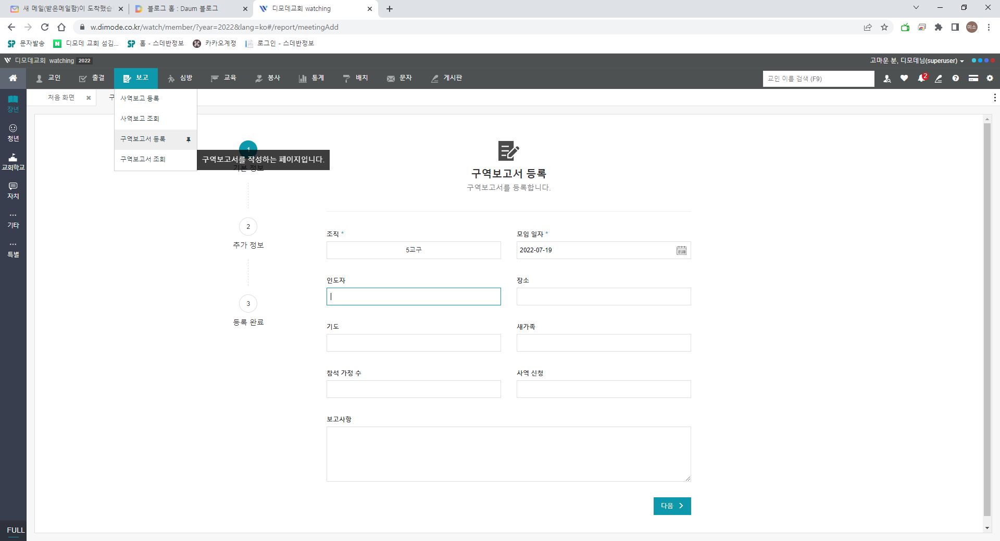 새 메일(받은메일함)이 도착했습
블로그 홈 : Daum 블로그
디모데교회 watching
w.dimode.co.kr/watch/member/?year=2022&lang=ko#/report/meetingAdd
미소
문자발송
디모데 교회 섬김...
홈 - 스데반정보
카카오계정
로그인 - 스데반정보
디모데교회 watching 2022
고마운 분, 디모데님(superuser)
교인
출결
보고
심방
교육
봉사
통계
배치
문자
게시판
교인 이름 검색 (F9)
2
장년
청년
교회학교
자치
기타
특별
FULL
처음 화면
구
사역보고 등록
사역보고 조회
구역보고서 등록
구역보고서 조회
구역보고서를 작성하는 페이지입니다.
1
기본 정보
2
추가 정보
3
등록 완료
구역보고서 등록
구역보고서를 등록합니다.
조직 *
5교구
모임 일자 *
2022-07-19
인도자
장소
기도
새가족
참석 가정 수
사역 신청
보고사항
다음